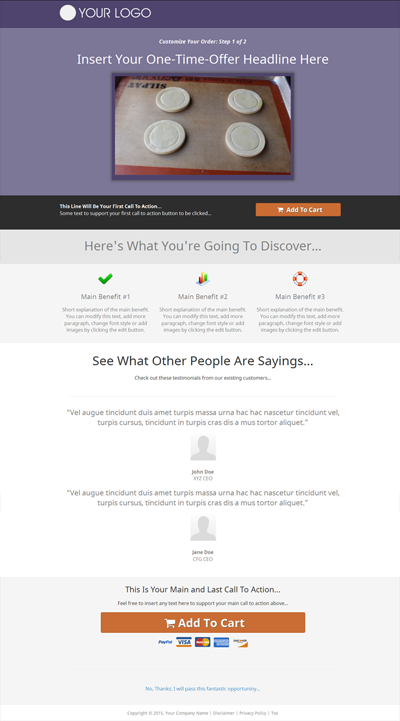 YOUR LOGO
Customize Your Order: Step 1 of 2
Insert Your One-Time-Offer Headline Here
SILPAT
This Line Will Be Your First Call To Action...
Some text to support your first call to action button to be clicked...
Add To Cart
Here's What You're Going To Discover...
Main Benefit #1
Short explanation of the main benefit.
You can modify this text, add more
paragraph, change font style or add
images by clicking the edit button.
Main Benefit #2
Short explanation of the main benefit.
You can modify this text, add more
paragraph, change font style or add
images by clicking the edit button.
Main Benefit #3
Short explanation of the main benefit.
You can modify this text, add more
paragraph, change font style or add
images by clicking the edit button.
See What Other People Are Sayings...
Check out these testimonials from our existing customers...
"Vel augue tincidunt duis amet turpis massa urna hac hac nascetur tincidunt vel,
turpis cursus, tincidunt in turpis cras dis a mus tortor aliquet."
John Doe
XYZ CEO
"Vel augue tincidunt duis amet turpis massa urna hac hac nascetur tincidunt vel,
turpis cursus, tincidunt in turpis cras dis a mus tortor aliquet."
Jane Doe
CFG CEO
This Is Your Main and Last Call To Action...
Feel free to insert any text here to support your main call to action above...
Add To Cart
PayPal VISA MasterCard DISCOVER
No, Thanks, I will pass this fantastic opportuniny...
Copyright © 2015, Your Company Name | Disclaimer | Privacy Policy | Tos